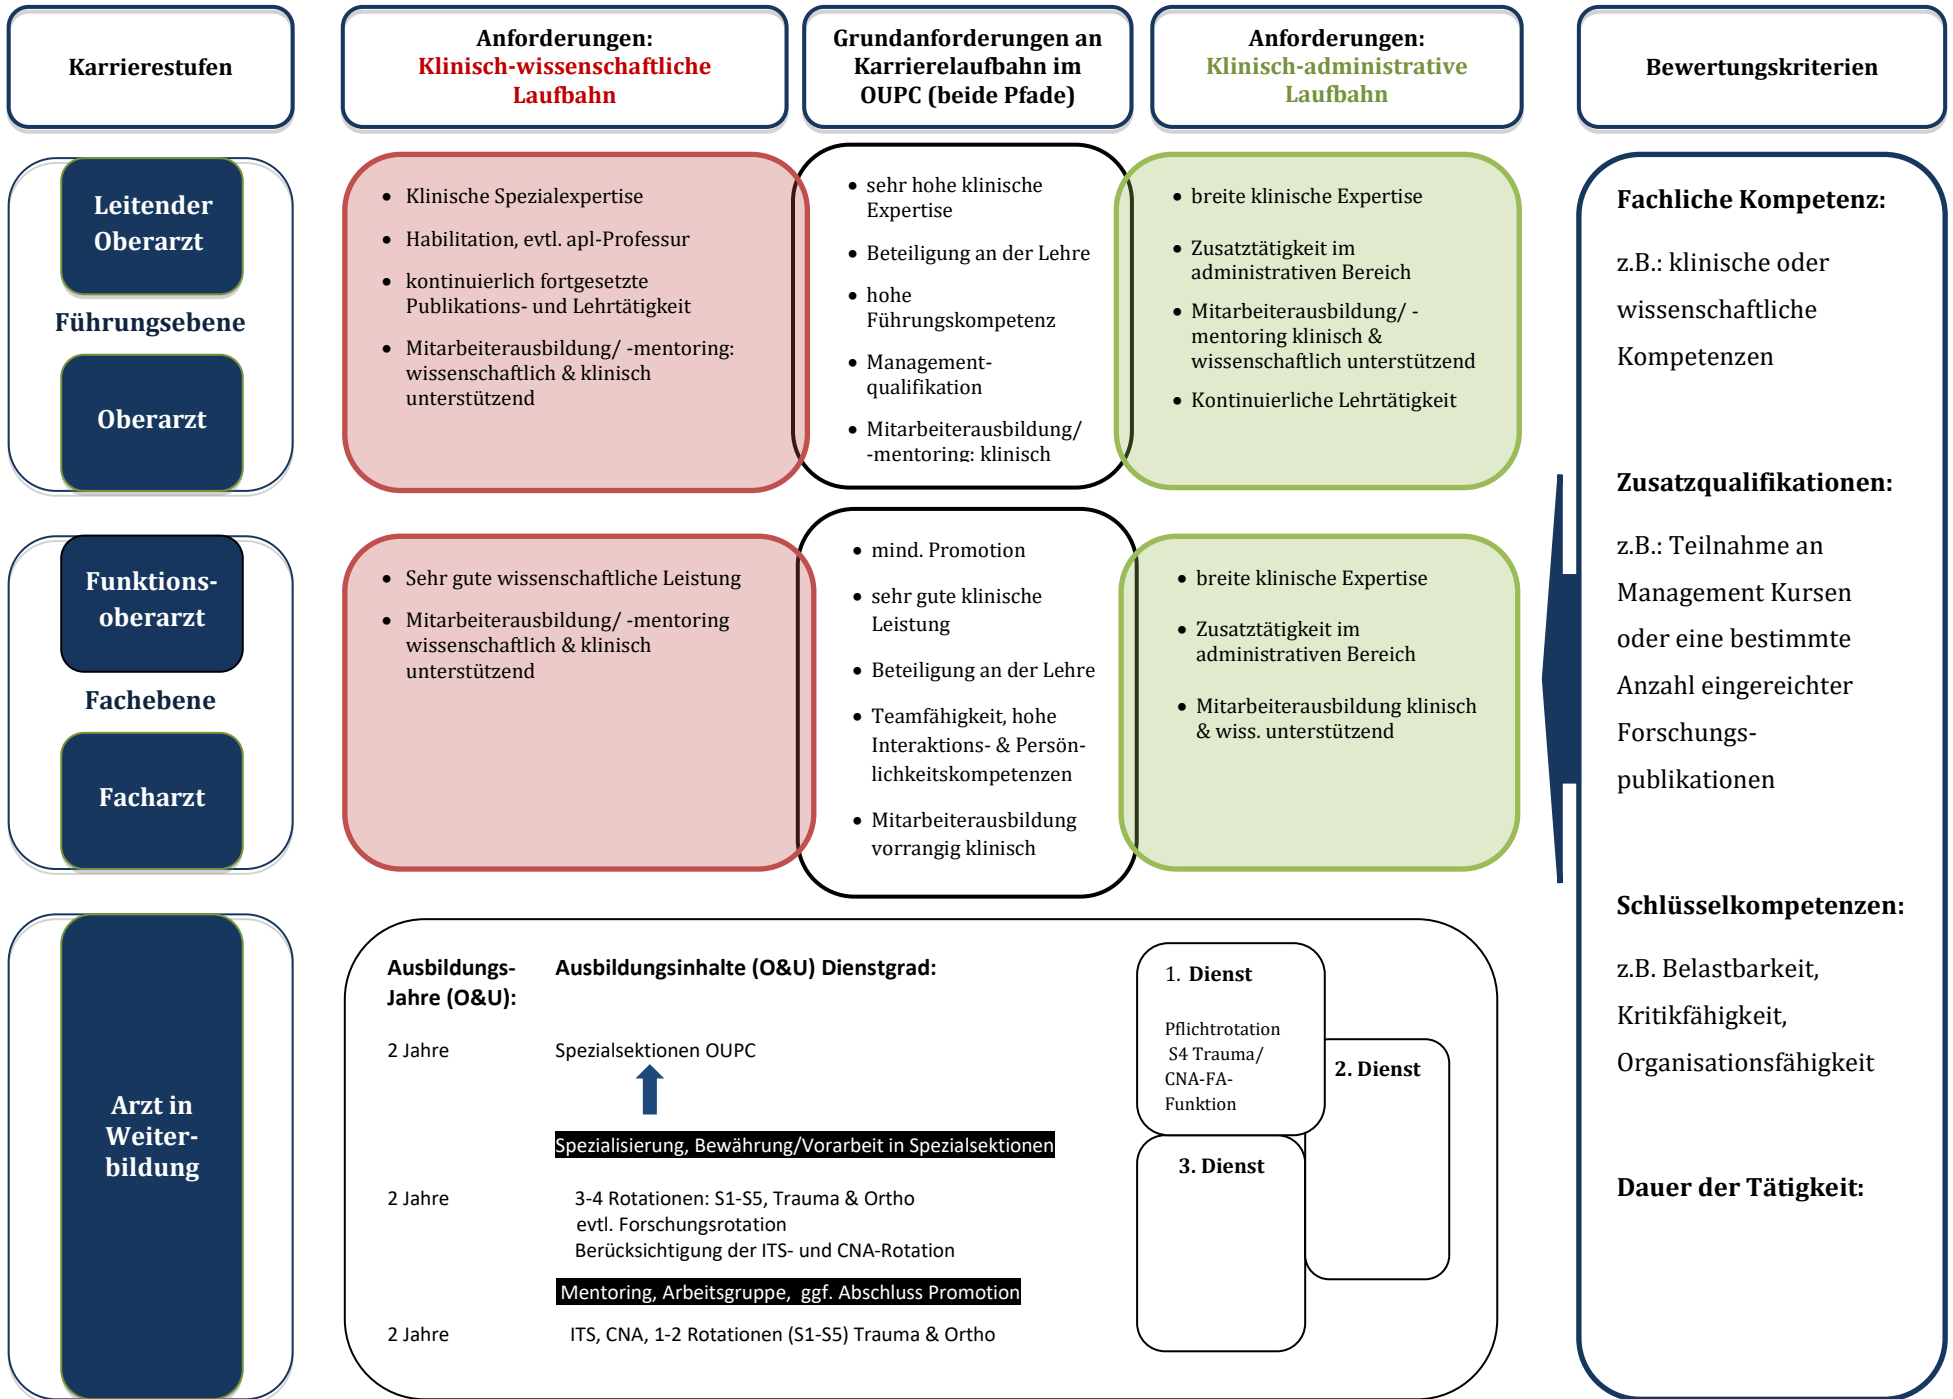 Karrierestufen
Anforderungen:
Klinisch-wissenschaftliche
Laufbahn
Grundanforderungen an
Karrierelaufbahn im
OUPC (beide Pfade)
Anforderungen:
Klinisch-administrative
Laufbahn
Bewertungskriterien
Leitender
Oberarzt
Führungsebene
Oberarzt
• Klinische Spezialexpertise
• Habilitation, evtl. apl-Professur
• kontinuierlich fortgesetzte
Publikations- und Lehrtätigkeit
• Mitarbeiterausbildung/ -mentoring:
wissenschaftlich & klinisch
unterstützend
• sehr hohe klinische
Expertise
• Beteiligung an der Lehre
• hohe
Führungskompetenz
• Management-
qualifikation
• Mitarbeiterausbildung/
-mentoring: klinisch
• breite klinische Expertise
• Zusatztätigkeit im
administrativen Bereich
• Mitarbeiterausbildung/ -
mentoring klinisch &
wissenschaftlich unterstützend
• Kontinuierliche Lehrtätigkeit
Funktions-
oberarzt
Fachebene
Facharzt
• Sehr gute wissenschaftliche Leistung
• Mitarbeiterausbildung/ -mentoring
wissenschaftlich & klinisch
unterstützend
• mind. Promotion
• sehr gute klinische
Leistung
• Beteiligung an der Lehre
• Teamfähigkeit, hohe
Interaktions- & Persön-
lichkeitskompetenzen
• Mitarbeiterausbildung
vorrangig klinisch
• breite klinische Expertise
• Zusatztätigkeit im
administrativen Bereich
• Mitarbeiterausbildung klinisch
& wiss. unterstützend
Arzt in
Weiter-
bildung
Ausbildungs-
Jahre (O&U):
Ausbildungsinhalte (O&U) Dienstgrad:
2 Jahre
Spezialsektionen OUPC
Spezialisierung, Bewährung/Vorarbeit in Spezialsektionen
2 Jahre
3-4 Rotationen: S1-S5, Trauma & Ortho
evtl. Forschungsrotation
Berücksichtigung der ITS- und CNA-Rotation
Mentoring, Arbeitsgruppe, ggf. Abschluss Promotion
2 Jahre
ITS, CNA, 1-2 Rotationen (S1-S5) Trauma & Ortho
1. Dienst
Pflichtrotation
S4 Trauma/
CNA-FA-
Funktion
2. Dienst
3. Dienst
Fachliche Kompetenz:
z.B.: klinische oder
wissenschaftliche
Kompetenzen
Zusatzqualifikationen:
z.B.: Teilnahme an
Management Kursen
oder eine bestimmte
Anzahl eingereichter
Forschungs-
publikationen
Schlüsselkompetenzen:
z.B. Belastbarkeit,
Kritikfähigkeit,
Organisationsfähigkeit
Dauer der Tätigkeit: